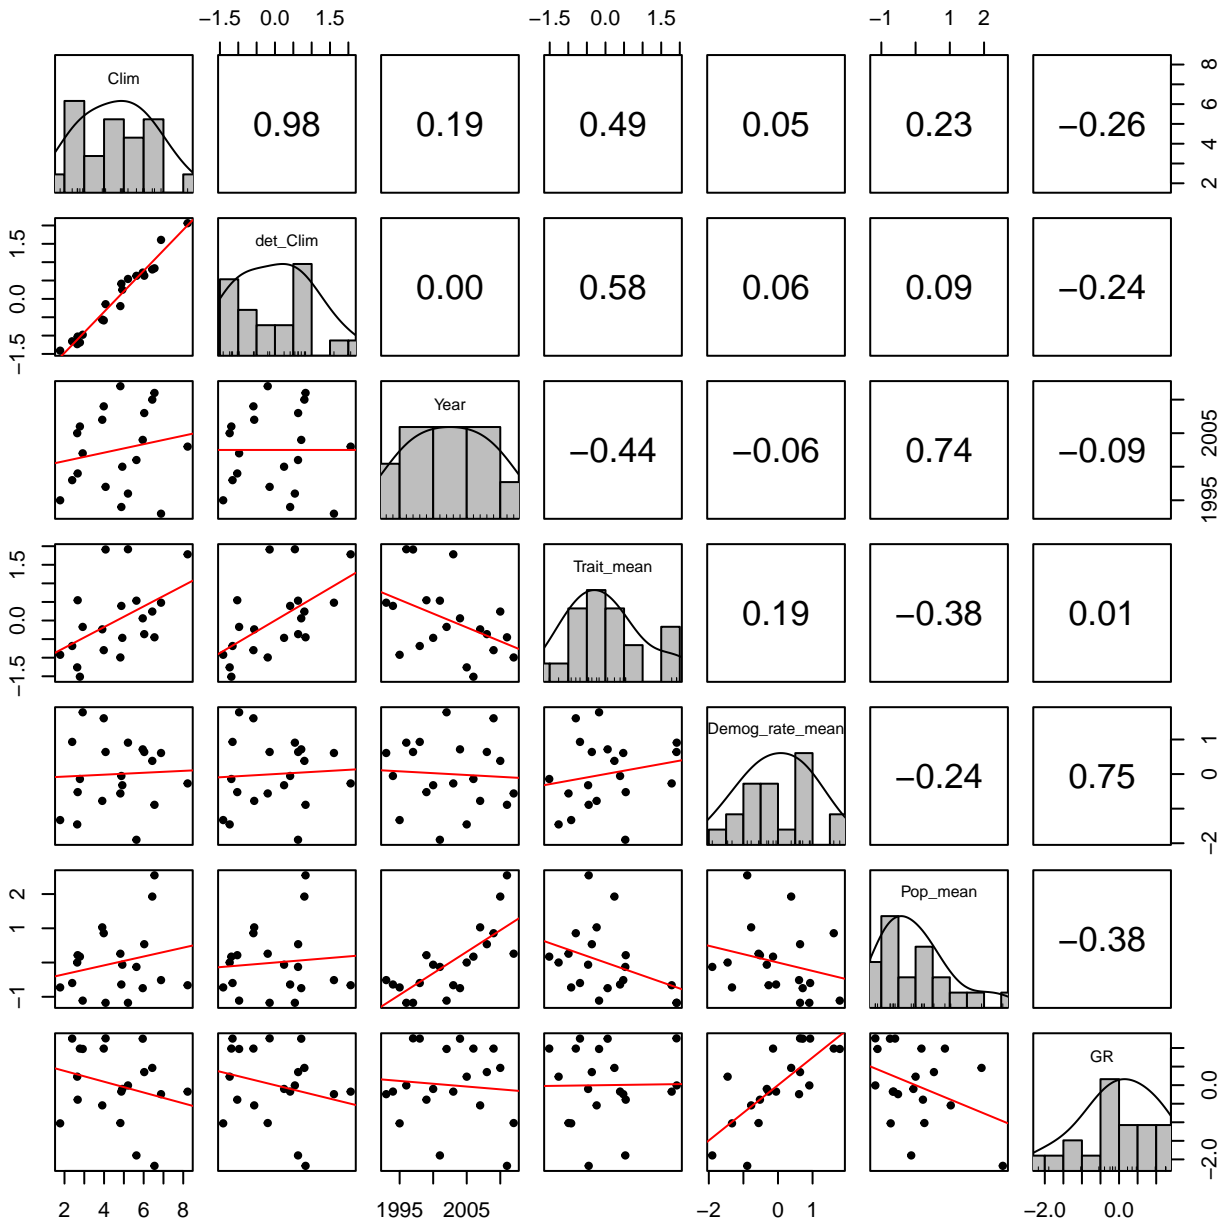 −1.5 0.0 1.5 −1.5 0.0 1.5 −1 1 2
Clim 0.98 0.19 0.49 0.05 0.23 −0.26 2 4 6 8
−1.5 0.0 1.5 det_Clim 0.00 0.58 0.06 0.09 −0.24
Year −0.44 −0.06 0.74 −0.09 1995 2005
−1.5 0.0 1.5 Trait_mean 0.19 −0.38 0.01
Demog_rate_mean −0.24 0.75 −2 0 1
−1 1 2 Pop_mean −0.38
GR −2.0 0.0
2 4 6 8 1995 2005 −2 0 1 −2.0 0.0